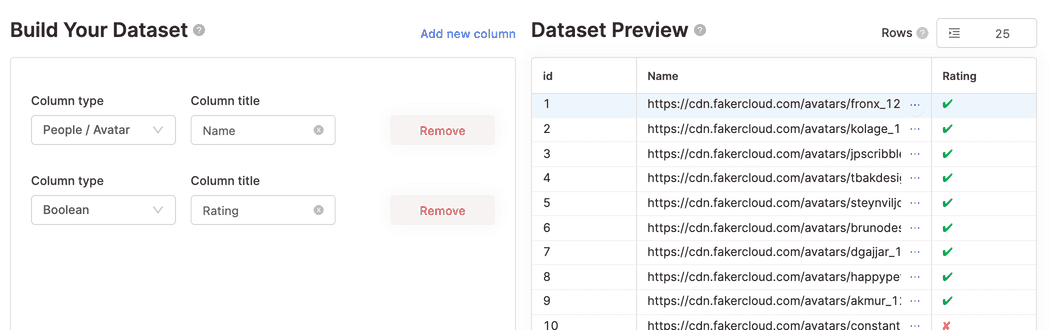 Build Your Dataset
Add new column
Column type
Column title
People / Avatar
Name
Remove
Column type
Column title
Boolean
Rating
Remove
Dataset Preview
Rows
25
id Name Rating
1 https://cdn.fakercloud.com/avatars/fronx_12 ...
2 https://cdn.fakercloud.com/avatars/kolage_1 ...
3 https://cdn.fakercloud.com/avatars/jpscribble ...
4 https://cdn.fakercloud.com/avatars/tbakdesi ...
5 https://cdn.fakercloud.com/avatars/steynvilj ...
6 https://cdn.fakercloud.com/avatars/brunodes ...
7 https://cdn.fakercloud.com/avatars/dgajjar_1 ...
8 https://cdn.fakercloud.com/avatars/happype ...
9 https://cdn.fakercloud.com/avatars/akmur_1 ...
10 https://cdn.fakercloud.com/avatars/constant ...